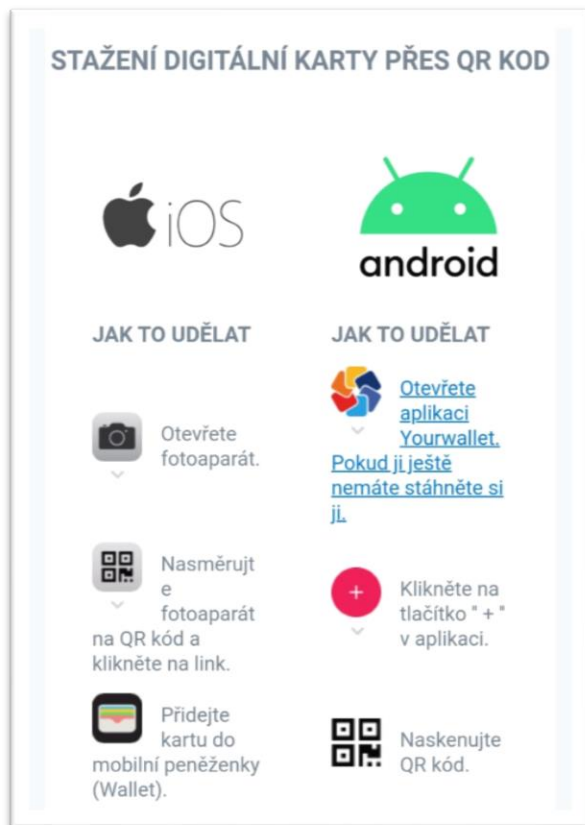 STAŽENÍ DIGITÁLNÍ KARTY PŘES QR KOD
iOS
android
JAK TO UDĚLAT
Otevřete
fotoaparát.
Nasměrujt
e
fotoaparát
na QR kód a
klikněte na link.
Přidejte
kartu do
mobilní peněženky
(Wallet).
JAK TO UDĚLAT
Otevřete
aplikaci
Yourwallet.
Pokud ji ještě
nemáte stáhněte si
ji.
Klikněte na
tlačítko " + "
v aplikaci.
Naskenujte
QR kód.